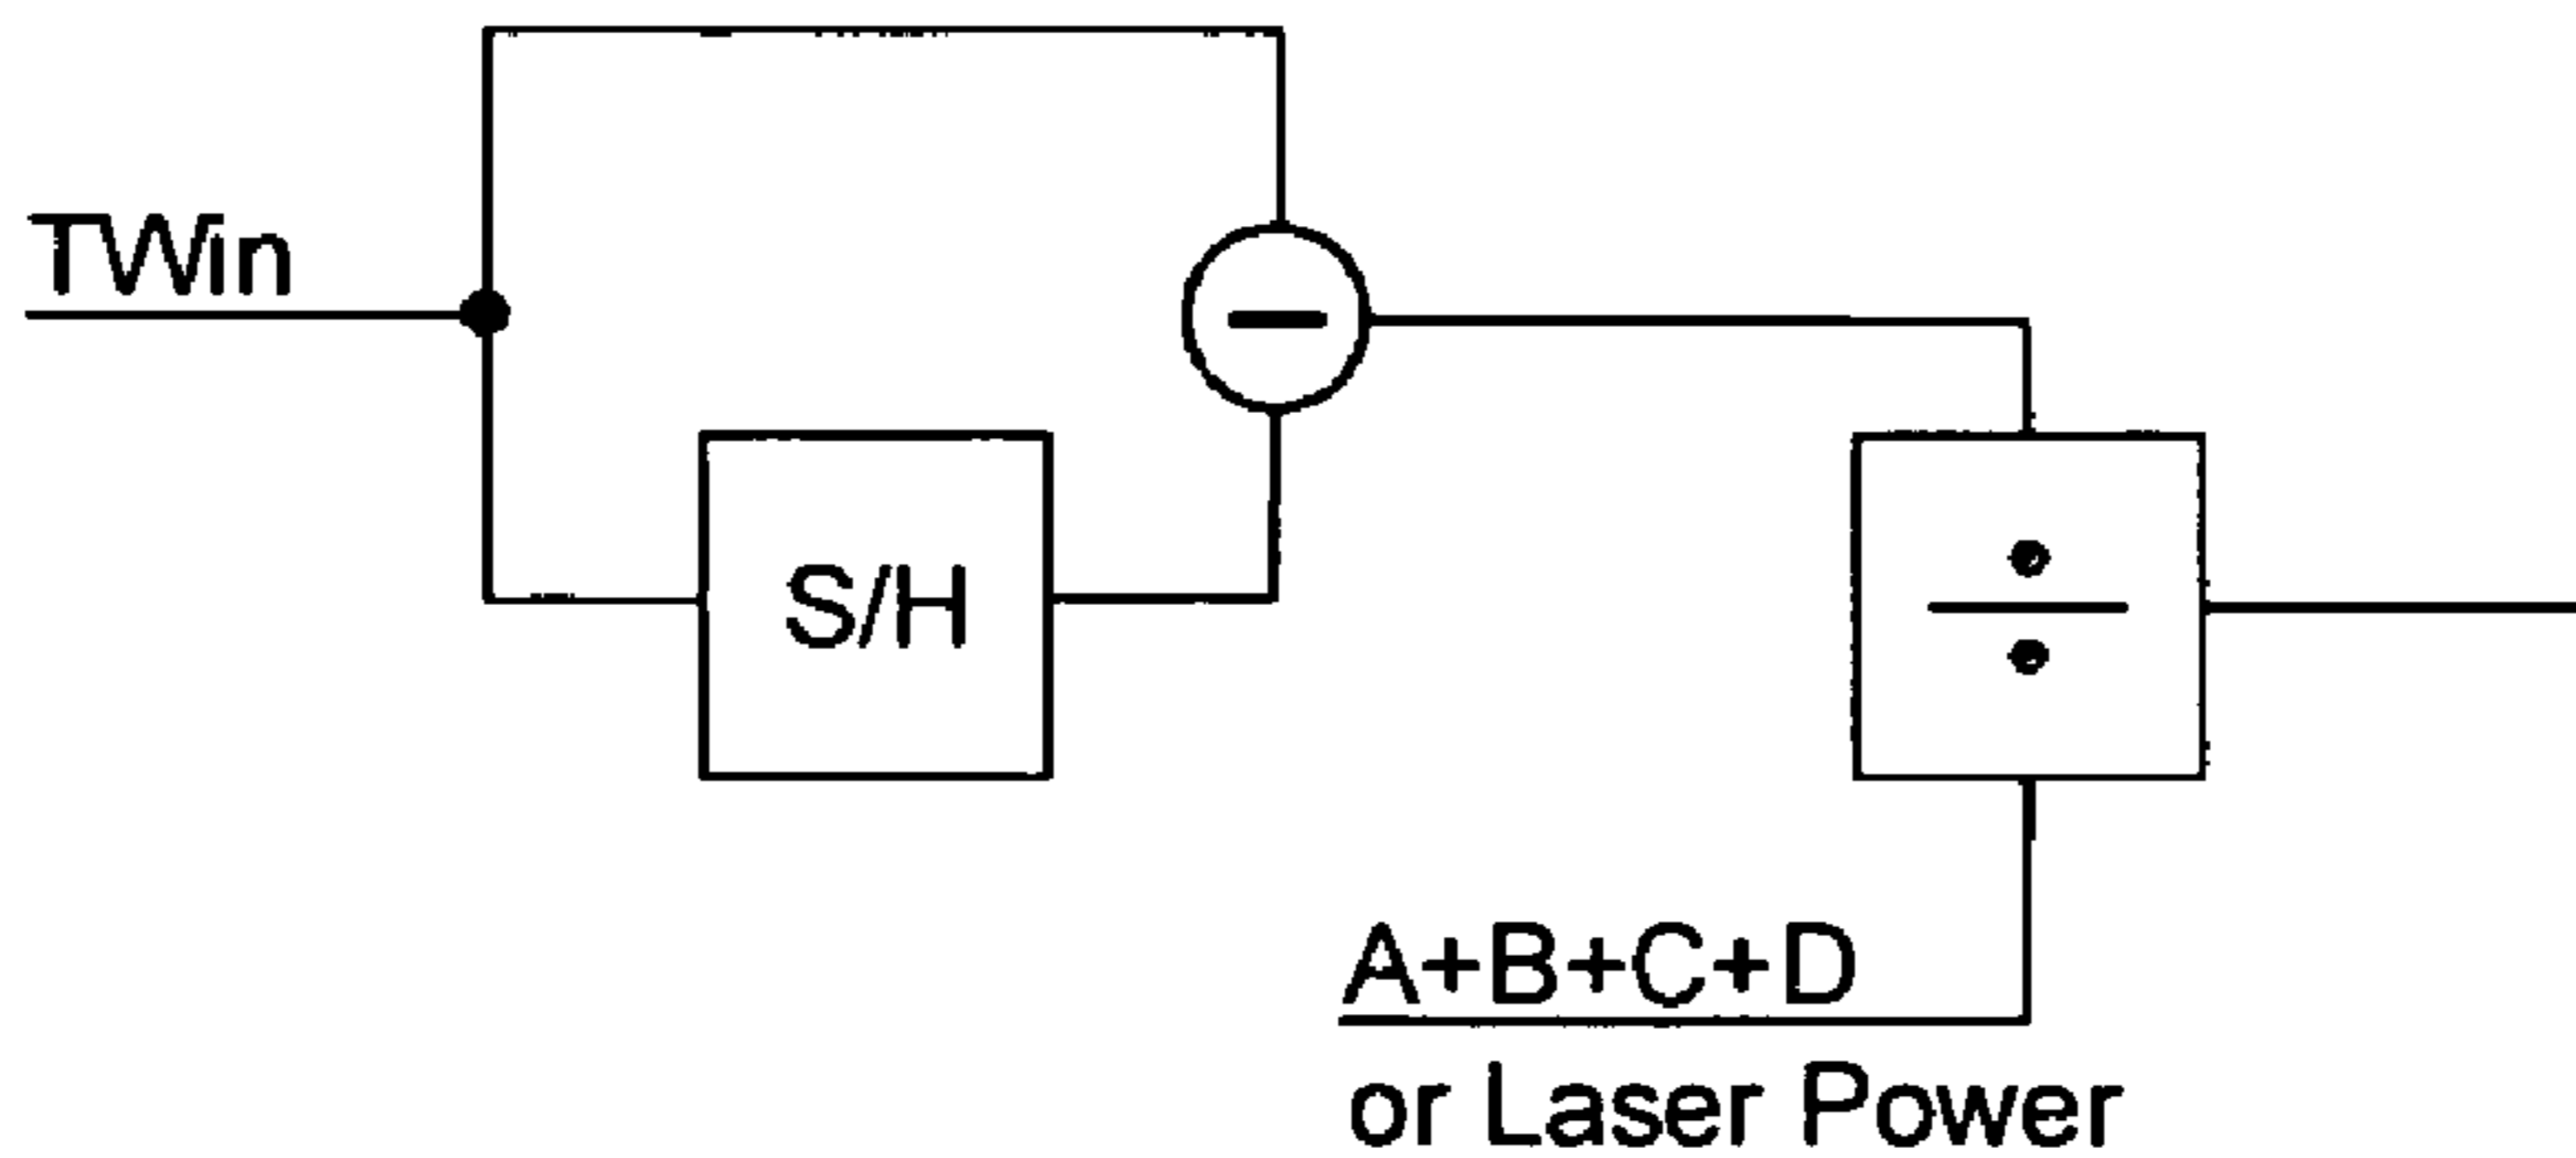 TWin
S/H
−
÷
A+B+C+D
or Laser Power